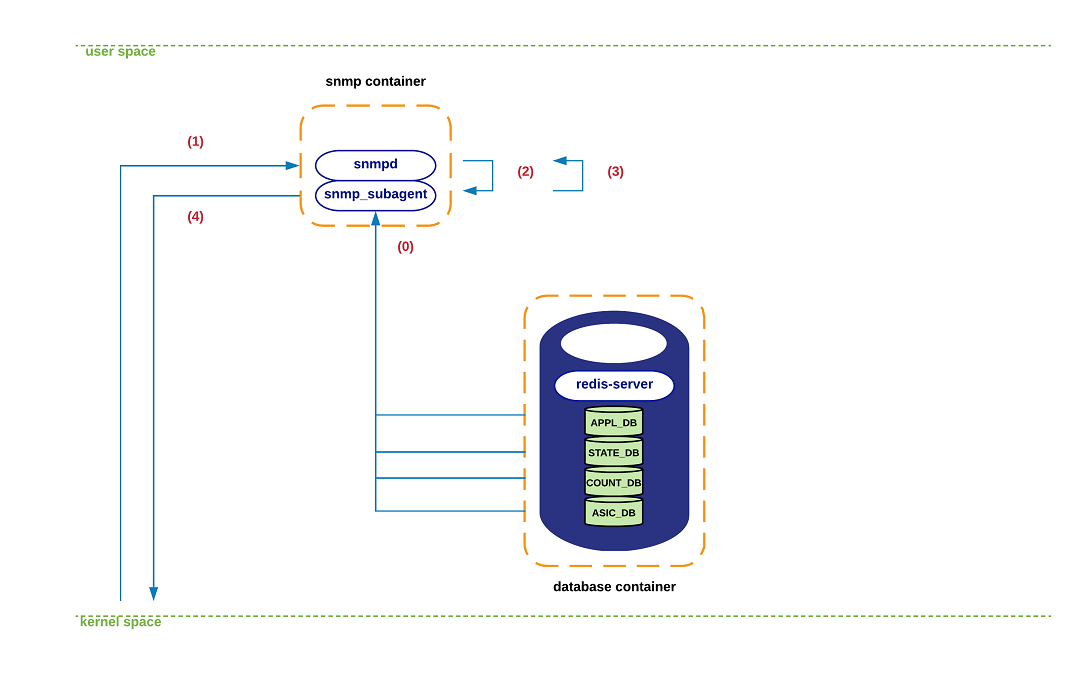 user space
snmp container
(1)
snmpd
(2)
(3)
snmp_subagent
(4)
(0)
redis-server
APPL_DB
STATE_DB
COUNT_DB
ASIC_DB
database container
kernel space